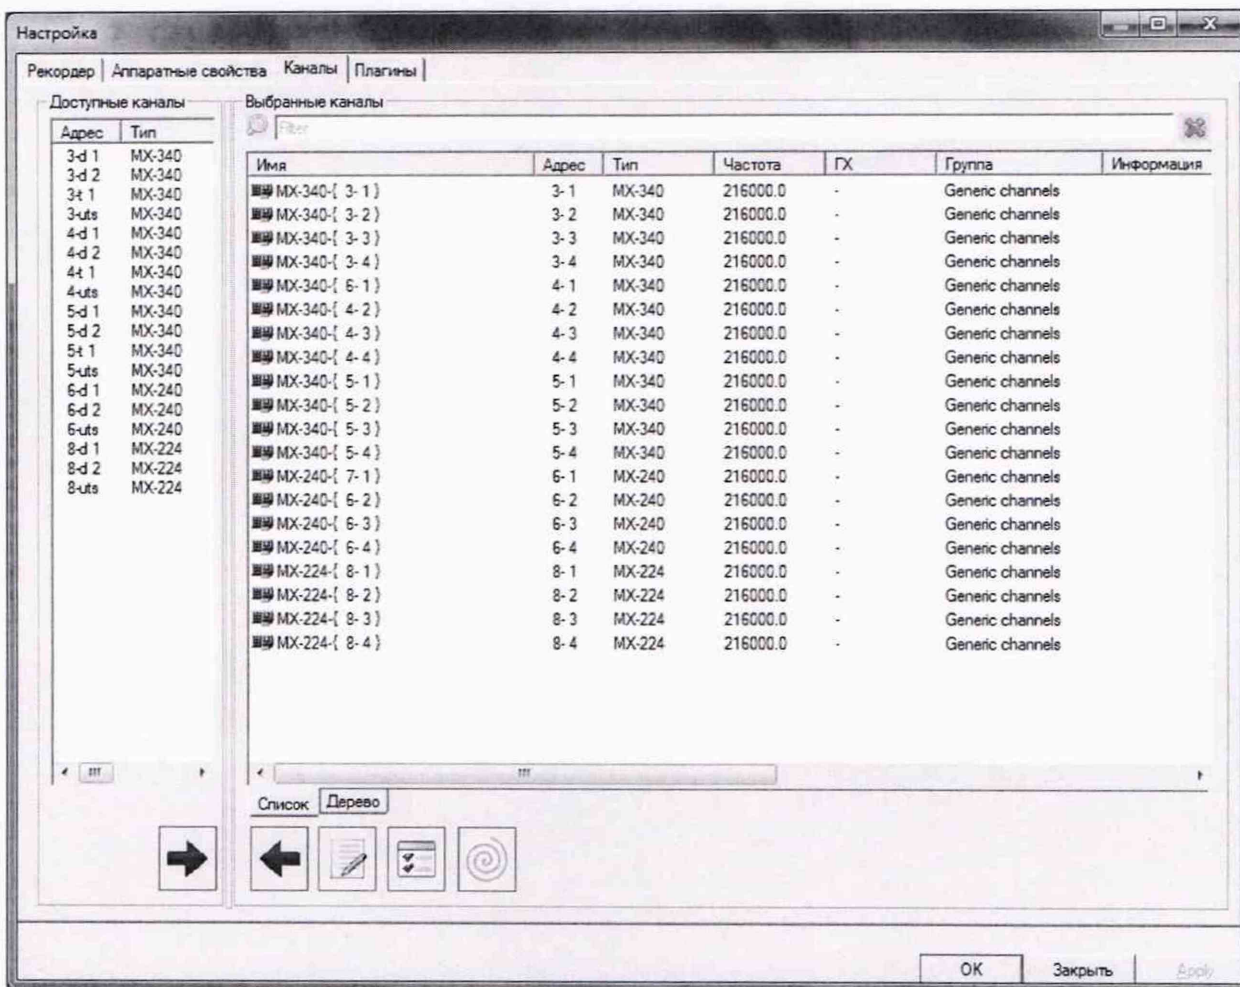 Настройка
Рекордер Аппаратные свойства Каналы Плагины
Доступные каналы
Адрес Тип
3-d 1 MX-340
3-d 2 MX-340
3-t 1 MX-340
3-uts MX-340
4-d 1 MX-340
4-d 2 MX-340
4-t 1 MX-340
4-uts MX-340
5-d 1 MX-340
5-d 2 MX-340
5-t 1 MX-340
5-uts MX-340
6-d 1 MX-240
6-d 2 MX-240
6-uts MX-240
8-d 1 MX-224
8-d 2 MX-224
8-uts MX-224
Выбранные каналы
Filter
Имя Адрес Тип Частота ГХ Группа Информация
MX-340-{ 3- 1 } 3- 1 MX-340 216000.0 - Generic channels
MX-340-{ 3- 2 } 3- 2 MX-340 216000.0 - Generic channels
MX-340-{ 3- 3 } 3- 3 MX-340 216000.0 - Generic channels
MX-340-{ 3- 4 } 3- 4 MX-340 216000.0 - Generic channels
MX-340-{ 6- 1 } 4- 1 MX-340 216000.0 - Generic channels
MX-340-{ 4- 2 } 4- 2 MX-340 216000.0 - Generic channels
MX-340-{ 4- 3 } 4- 3 MX-340 216000.0 - Generic channels
MX-340-{ 4- 4 } 4- 4 MX-340 216000.0 - Generic channels
MX-340-{ 5- 1 } 5- 1 MX-340 216000.0 - Generic channels
MX-340-{ 5- 2 } 5- 2 MX-340 216000.0 - Generic channels
MX-340-{ 5- 3 } 5- 3 MX-340 216000.0 - Generic channels
MX-340-{ 5- 4 } 5- 4 MX-340 216000.0 - Generic channels
MX-240-{ 7- 1 } 6- 1 MX-240 216000.0 - Generic channels
MX-240-{ 6- 2 } 6- 2 MX-240 216000.0 - Generic channels
MX-240-{ 6- 3 } 6- 3 MX-240 216000.0 - Generic channels
MX-240-{ 6- 4 } 6- 4 MX-240 216000.0 - Generic channels
MX-224-{ 8- 1 } 8- 1 MX-224 216000.0 - Generic channels
MX-224-{ 8- 2 } 8- 2 MX-224 216000.0 - Generic channels
MX-224-{ 8- 3 } 8- 3 MX-224 216000.0 - Generic channels
MX-224-{ 8- 4 } 8- 4 MX-224 216000.0 - Generic channels
Список Дерево
OK Закрыть Apply